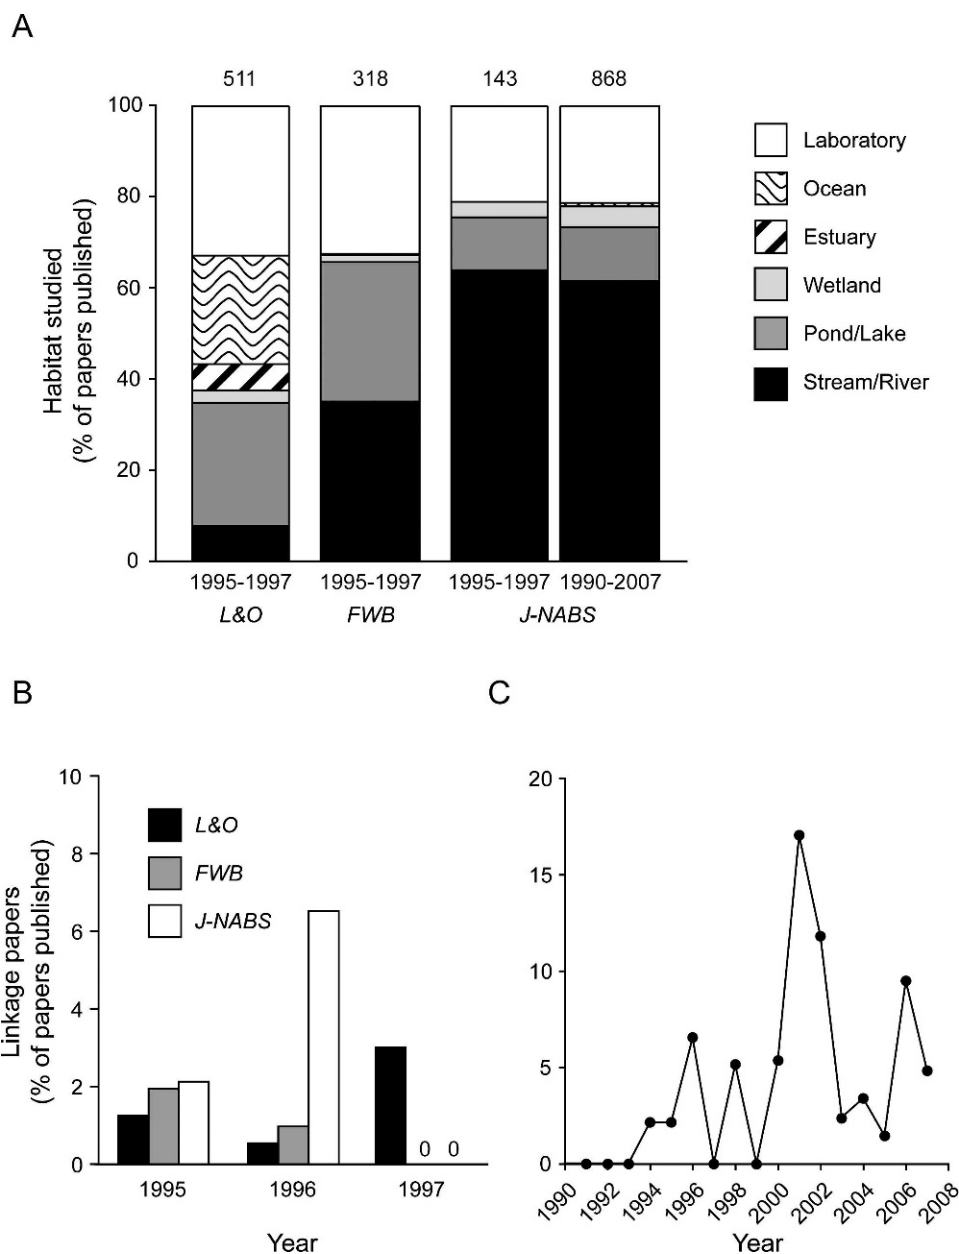 A
511 318 143 868
100
80
60
40
20
0
Habitat studied
(% of papers published)
1995-1997 1995-1997 1995-1997 1990-2007
L&O FWB J-NABS
Laboratory
Ocean
Estuary
Wetland
Pond/Lake
Stream/River
B
10
8
6
4
2
0
Linkage papers
(% of papers published)
L&O
FWB
J-NABS
0 0
1995 1996 1997
Year
C
20
15
10
5
0
1990 1992 1994 1996 1998 2000 2002 2004 2006 2008
Year